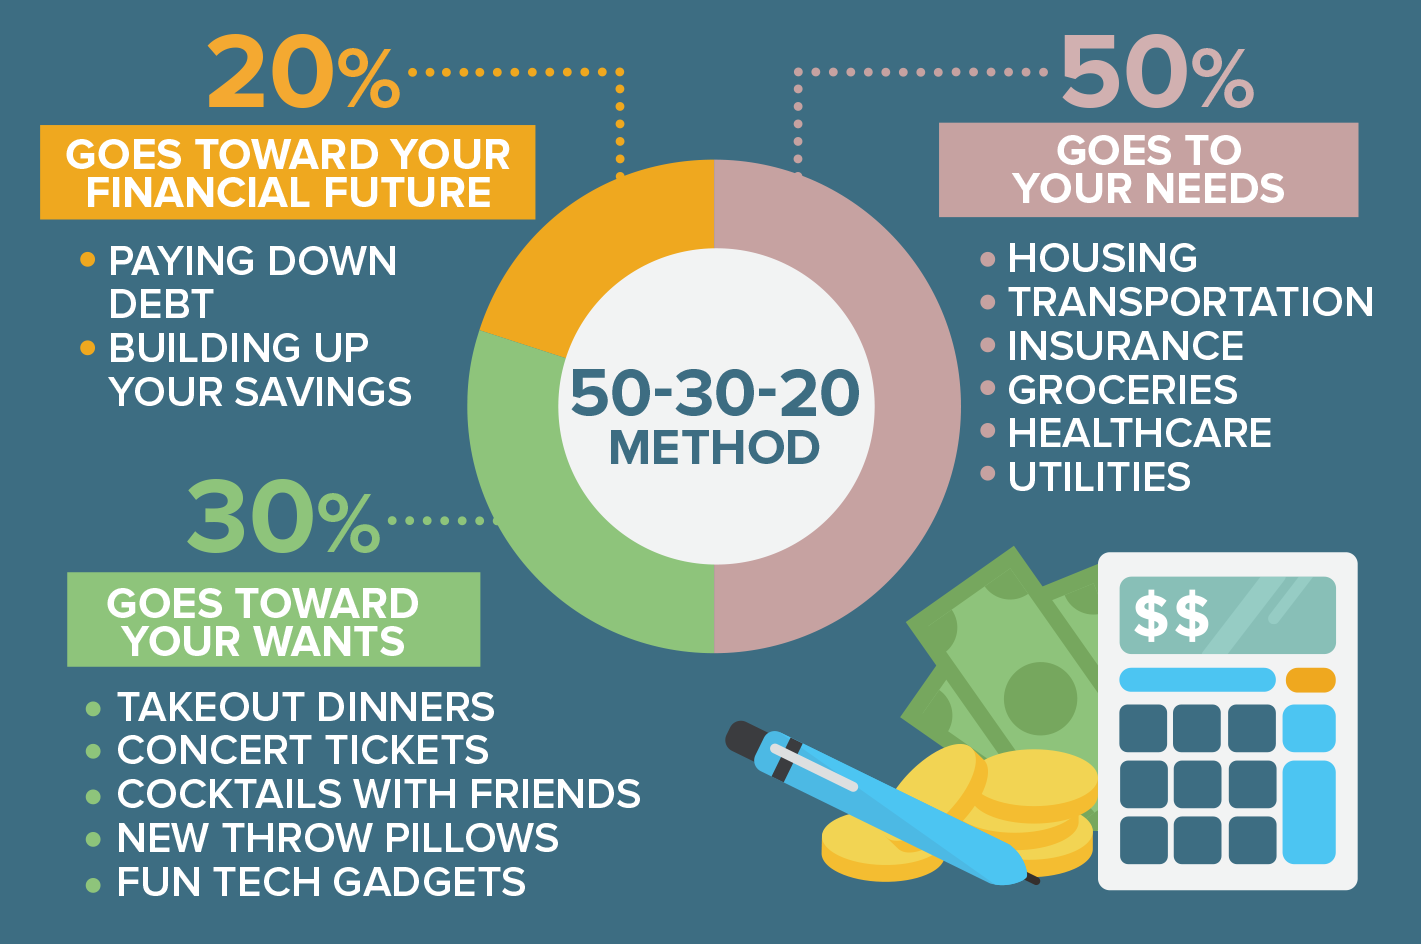 20%
GOES TOWARD YOUR
FINANCIAL FUTURE
PAYING DOWN
DEBT
BUILDING UP
YOUR SAVINGS
50%
GOES TO
YOUR NEEDS
HOUSING
TRANSPORTATION
INSURANCE
GROCERIES
HEALTHCARE
UTILITIES
50-30-20
METHOD
30%
GOES TOWARD
YOUR WANTS
TAKEOUT DINNERS
CONCERT TICKETS
COCKTAILS WITH FRIENDS
NEW THROW PILLOWS
FUN TECH GADGETS
$$